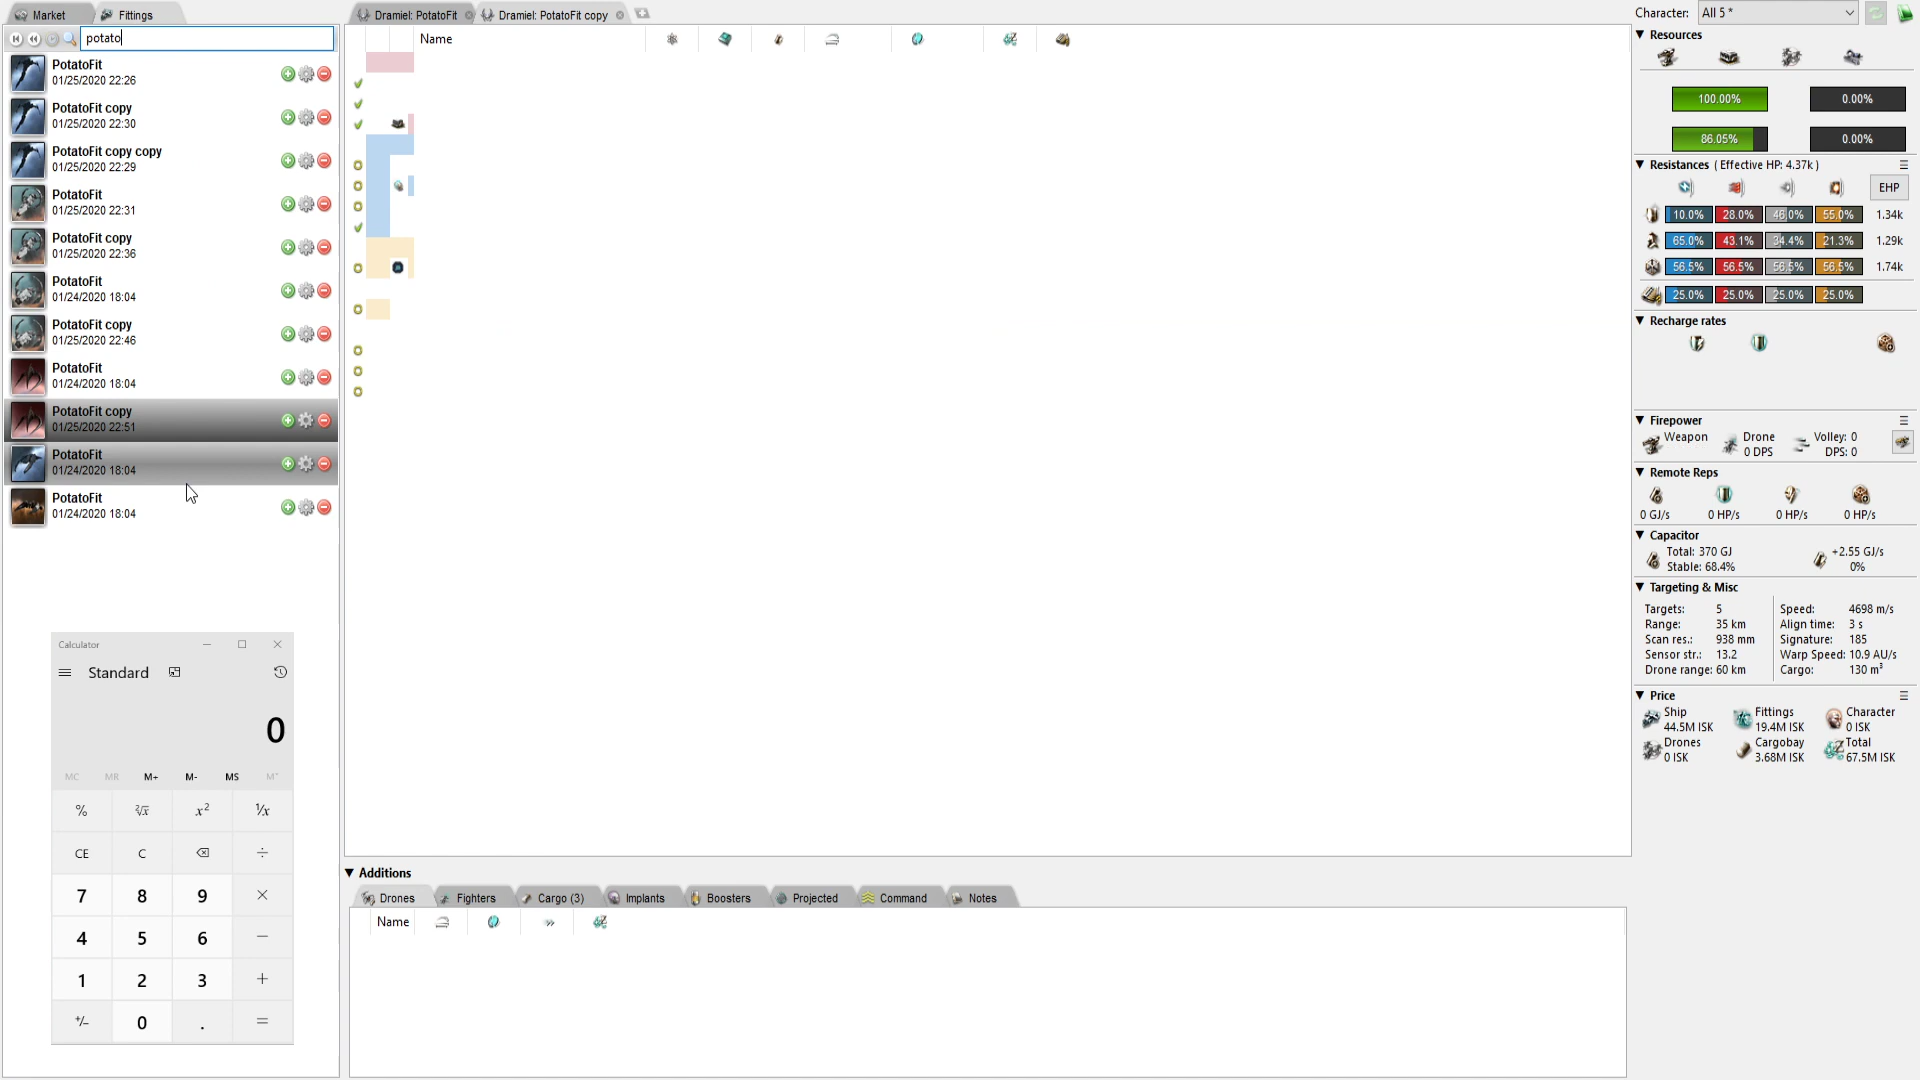 Market
Fittings
potato
PotatoFit
01/25/2020 22:26
PotatoFit copy
01/25/2020 22:30
PotatoFit copy copy
01/25/2020 22:29
PotatoFit
01/25/2020 22:31
PotatoFit copy
01/25/2020 22:36
PotatoFit
01/24/2020 18:04
PotatoFit copy
01/25/2020 22:46
PotatoFit
01/24/2020 18:04
PotatoFit copy
01/25/2020 22:51
PotatoFit
01/24/2020 18:04
PotatoFit
01/24/2020 18:04
Calculator
Standard
0
MC MR M+ M- MS M˅
% ²√x x² ¹/x
CE C ÷
7 8 9 ×
4 5 6 −
1 2 3 +
+/- 0 . =
Dramiel: PotatoFit
Dramiel: PotatoFit copy
Name
Additions
Drones Fighters Cargo (3) Implants Boosters Projected Command Notes
Name
Character: All 5 *
Resources
100.00% 0.00%
86.05% 0.00%
Resistances (Effective HP: 4.37k)
EHP
10.0% 28.0% 46.0% 55.0% 1.34k
65.0% 43.1% 34.4% 21.3% 1.29k
56.5% 56.5% 56.5% 56.5% 1.74k
25.0% 25.0% 25.0% 25.0%
Recharge rates
Firepower
Weapon Drone Volley: 0
0 DPS DPS: 0
Remote Reps
0 GJ/s 0 HP/s 0 HP/s 0 HP/s
Capacitor
Total: 370 GJ +2.55 GJ/s
Stable: 68.4% 0%
Targeting & Misc
Targets: 5 Speed: 4698 m/s
Range: 35 km Align time: 3 s
Scan res.: 938 mm Signature: 185
Sensor str.: 13.2 Warp Speed: 10.9 AU/s
Drone range: 60 km Cargo: 130 m³
Price
Ship Fittings Character
44.5M ISK 19.4M ISK 0 ISK
Drones Cargobay Total
0 ISK 3.68M ISK 67.5M ISK